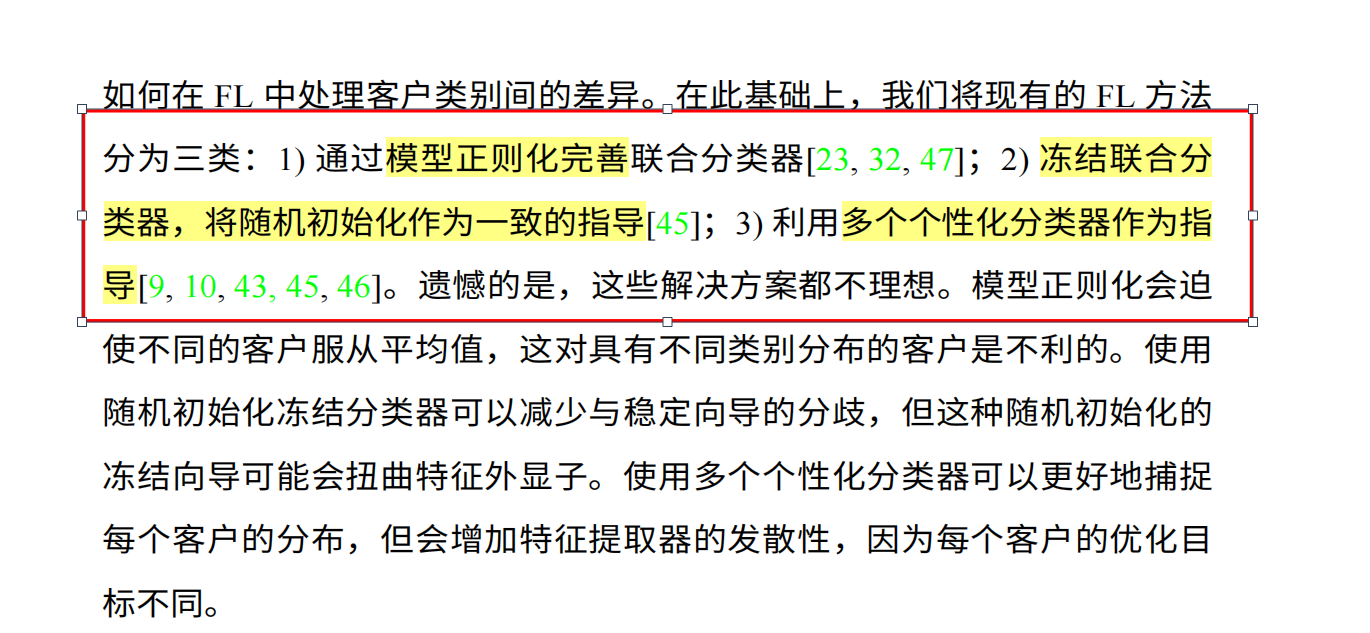 如何在 FL 中处理客户类别间的差异。在此基础上，我们将现有的 FL 方法
分为三类：1) 通过模型正则化完善联合分类器[23, 32, 47]；2) 冻结联合分
类器，将随机初始化作为一致的指导[45]；3) 利用多个个性化分类器作为指
导[9, 10, 43, 45, 46]。遗憾的是，这些解决方案都不理想。模型正则化会迫
使不同的客户服从平均值，这对具有不同类别分布的客户是不利的。使用
随机初始化冻结分类器可以减少与稳定向导的分歧，但这种随机初始化的
冻结向导可能会扭曲特征外显子。使用多个个性化分类器可以更好地捕捉
每个客户的分布，但会增加特征提取器的发散性，因为每个客户的优化目
标不同。